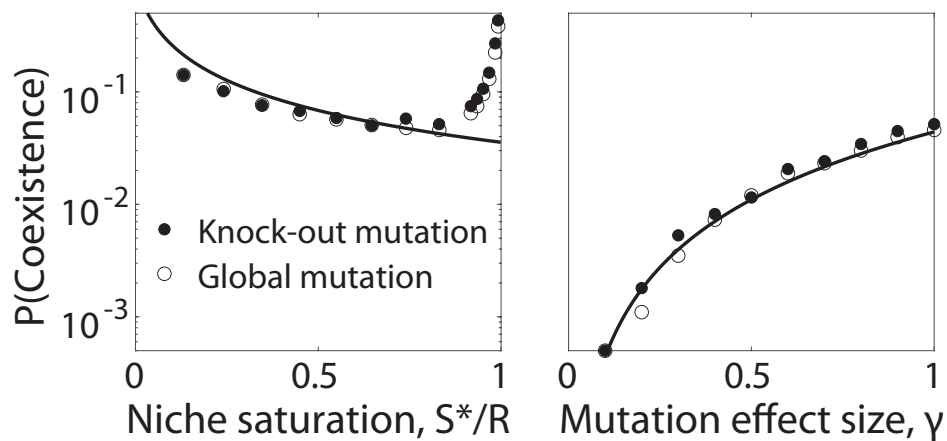 P(Coexistence)
10^-1
10^-2
10^-3
Knock-out mutation
Global mutation
0 0.5 1
Niche saturation, S*/R
0 0.5 1
Mutation effect size, γ